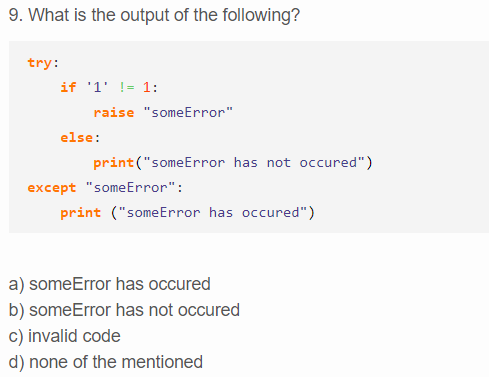 9. What is the output of the following?
try:
    if '1' != 1:
        raise "someError"
    else:
        print("someError has not occured")
except "someError":
    print ("someError has occured")
a) someError has occured
b) someError has not occured
c) invalid code
d) none of the mentioned